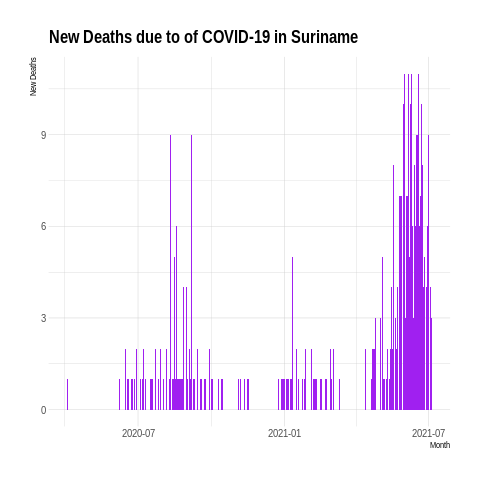 New Deaths due to of COVID-19 in Suriname
New Deaths
9
6
3
0
2020-07
2021-01
2021-07
Month